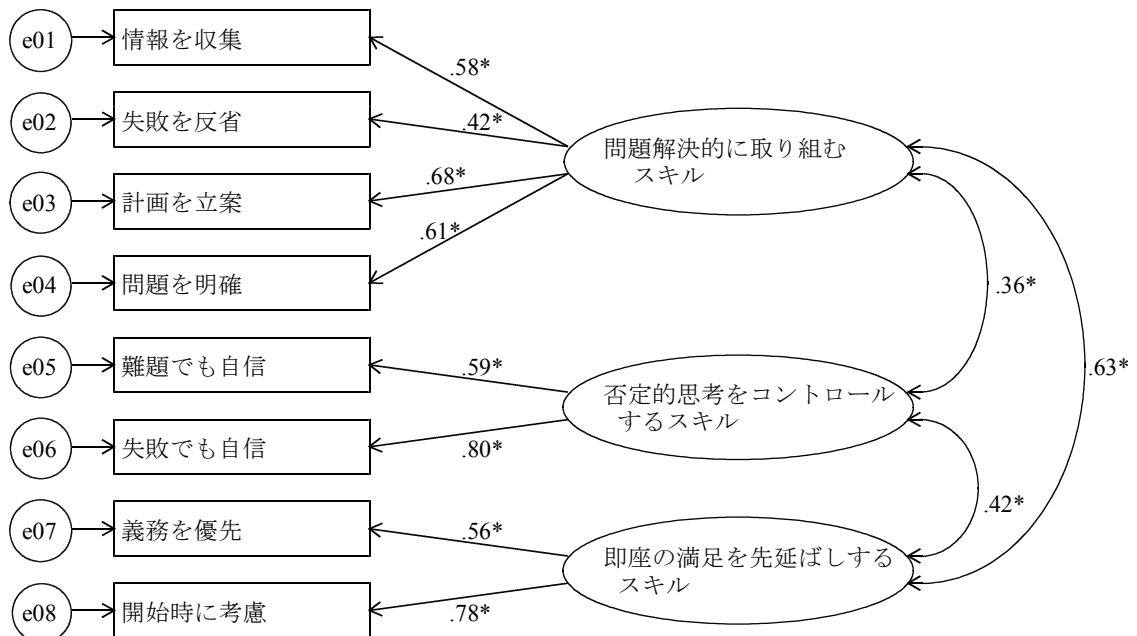 e01
情報を収集
.58*
e02
失敗を反省
.42*
問題解決的に取り組む
スキル
e03
計画を立案
.68*
.61*
e04
問題を明確
.36*
e05
難題でも自信
.59*
否定的思考をコントロール
するスキル
.63*
e06
失敗でも自信
.80*
e07
義務を優先
.56*
.42*
即座の満足を先延ばしする
スキル
e08
開始時に考慮
.78*